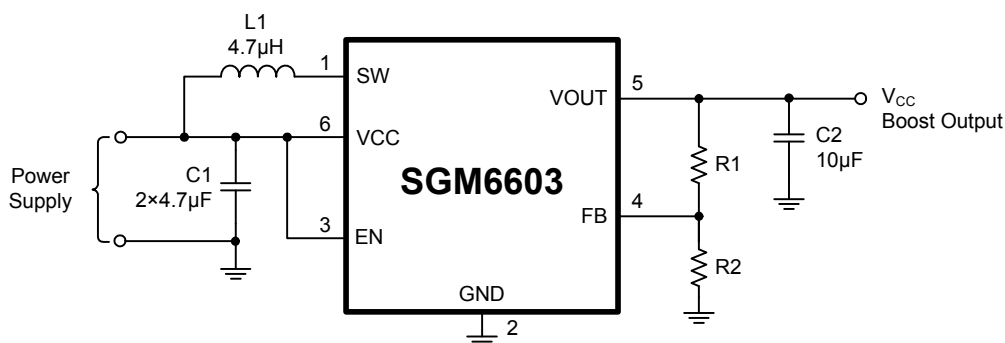 L1
4.7µH
1
SW
5
VOUT
V_CC
Boost Output
6
VCC
C1
2×4.7µF
Power
Supply
SGM6603
R1
C2
10µF
3
EN
4
FB
R2
GND
2